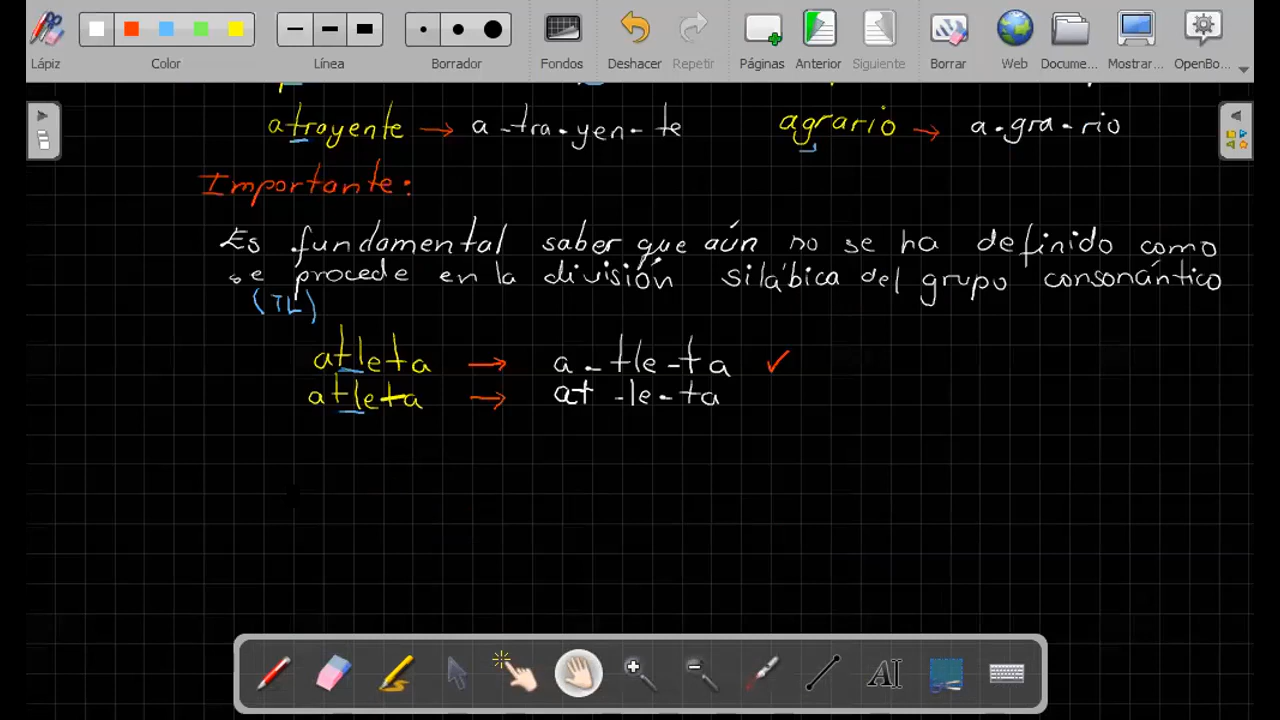 Lápiz Color Línea Borrador Fondos Deshacer Repetir Páginas Anterior Siguiente Borrar Web Docume... Mostrar... OpenBo...
atrayente → a-tra-yen-te agrario → a-gra-rio
Importante:
Es fundamental saber que aún no se ha definido como
se procede en la división silábica del grupo consonántico
(TL)
atleta → a-tle-ta ✓
atleta → at-le-ta